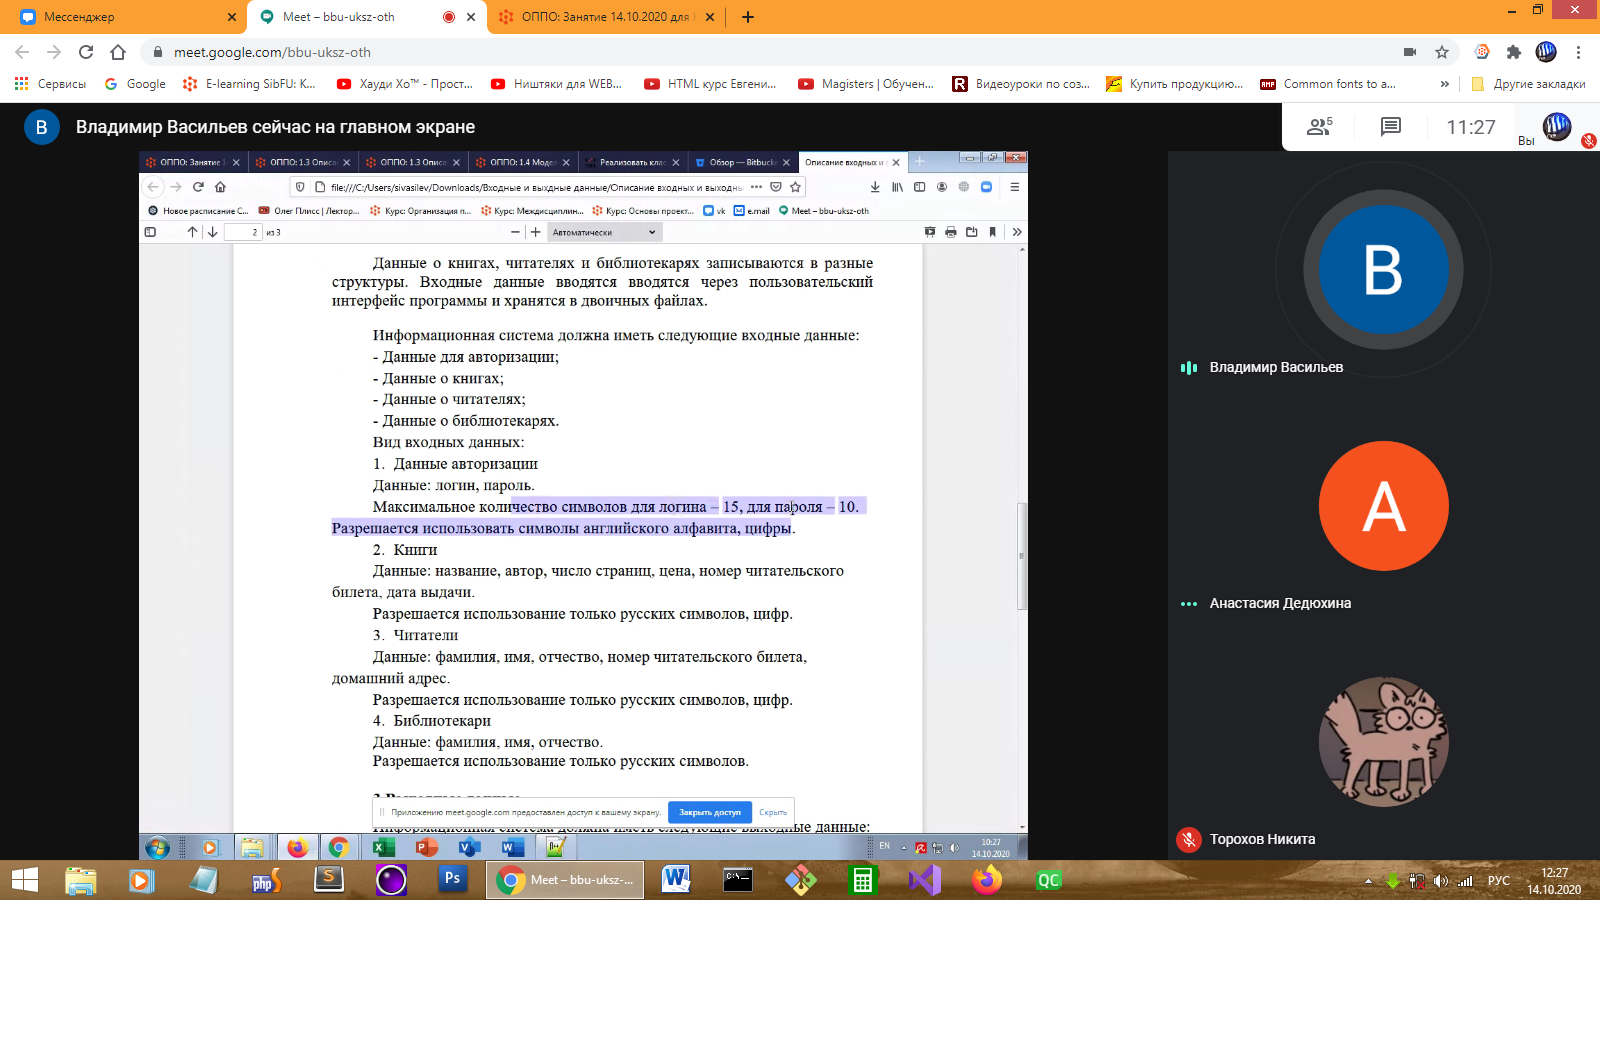 Мессенджер
Meet – bbu-uksz-oth
ОППО: Занятие 14.10.2020 для
meet.google.com/bbu-uksz-oth
Сервисы
Google
E-learning SibFU: K...
Хауди Хо™ - Прост...
Ништяки для WEB...
HTML курс Евгени...
Magisters | Обучен...
Видеоуроки по соз...
Купить продукцию...
Common fonts to a...
»
Другие закладки
В
Владимир Васильев сейчас на главном экране
5
11:27
Вы
ОППО: Занятие
ОППО: 1.3 Описа
ОППО: 1.3 Описа
ОППО: 1.4 Модел
Реализовать клас
Обзор — Bitbucke
Описание входных и
file:///C:/Users/sivasilev/Downloads/Входные и выхдные данные/Описание входных и выходнь
Новое расписание С...
Олег Плисс | Лектор...
Курс: Организация п...
Курс: Междисциплин...
Курс: Основы проект...
vk
e.mail
Meet – bbu-uksz-oth
2
из 3
Автоматически
Данные о книгах, читателях и библиотекарях записываются в разные
структуры. Входные данные вводятся вводятся через пользовательский
интерфейс программы и хранятся в двоичных файлах.
Информационная система должна иметь следующие входные данные:
- Данные для авторизации;
- Данные о книгах;
- Данные о читателях;
- Данные о библиотекарях.
Вид входных данных:
1. Данные авторизации
Данные: логин, пароль.
Максимальное количество символов для логина – 15, для пароля – 10.
Разрешается использовать символы английского алфавита, цифры.
2. Книги
Данные: название, автор, число страниц, цена, номер читательского
билета, дата выдачи.
Разрешается использование только русских символов, цифр.
3. Читатели
Данные: фамилия, имя, отчество, номер читательского билета,
домашний адрес.
Разрешается использование только русских символов, цифр.
4. Библиотекари
Данные: фамилия, имя, отчество.
Разрешается использование только русских символов.
Приложению meet.google.com предоставлен доступ к вашему экрану.
Закрыть доступ
Скрыть
Информационная система должна иметь следующие выходные данные:
EN
10:27
14.10.2020
В
Владимир Васильев
А
Анастасия Дедюхина
Торохов Никита
php
S
Ps
Meet – bbu-uksz-...
W
C:\
QC
РУС
12:27
14.10.2020